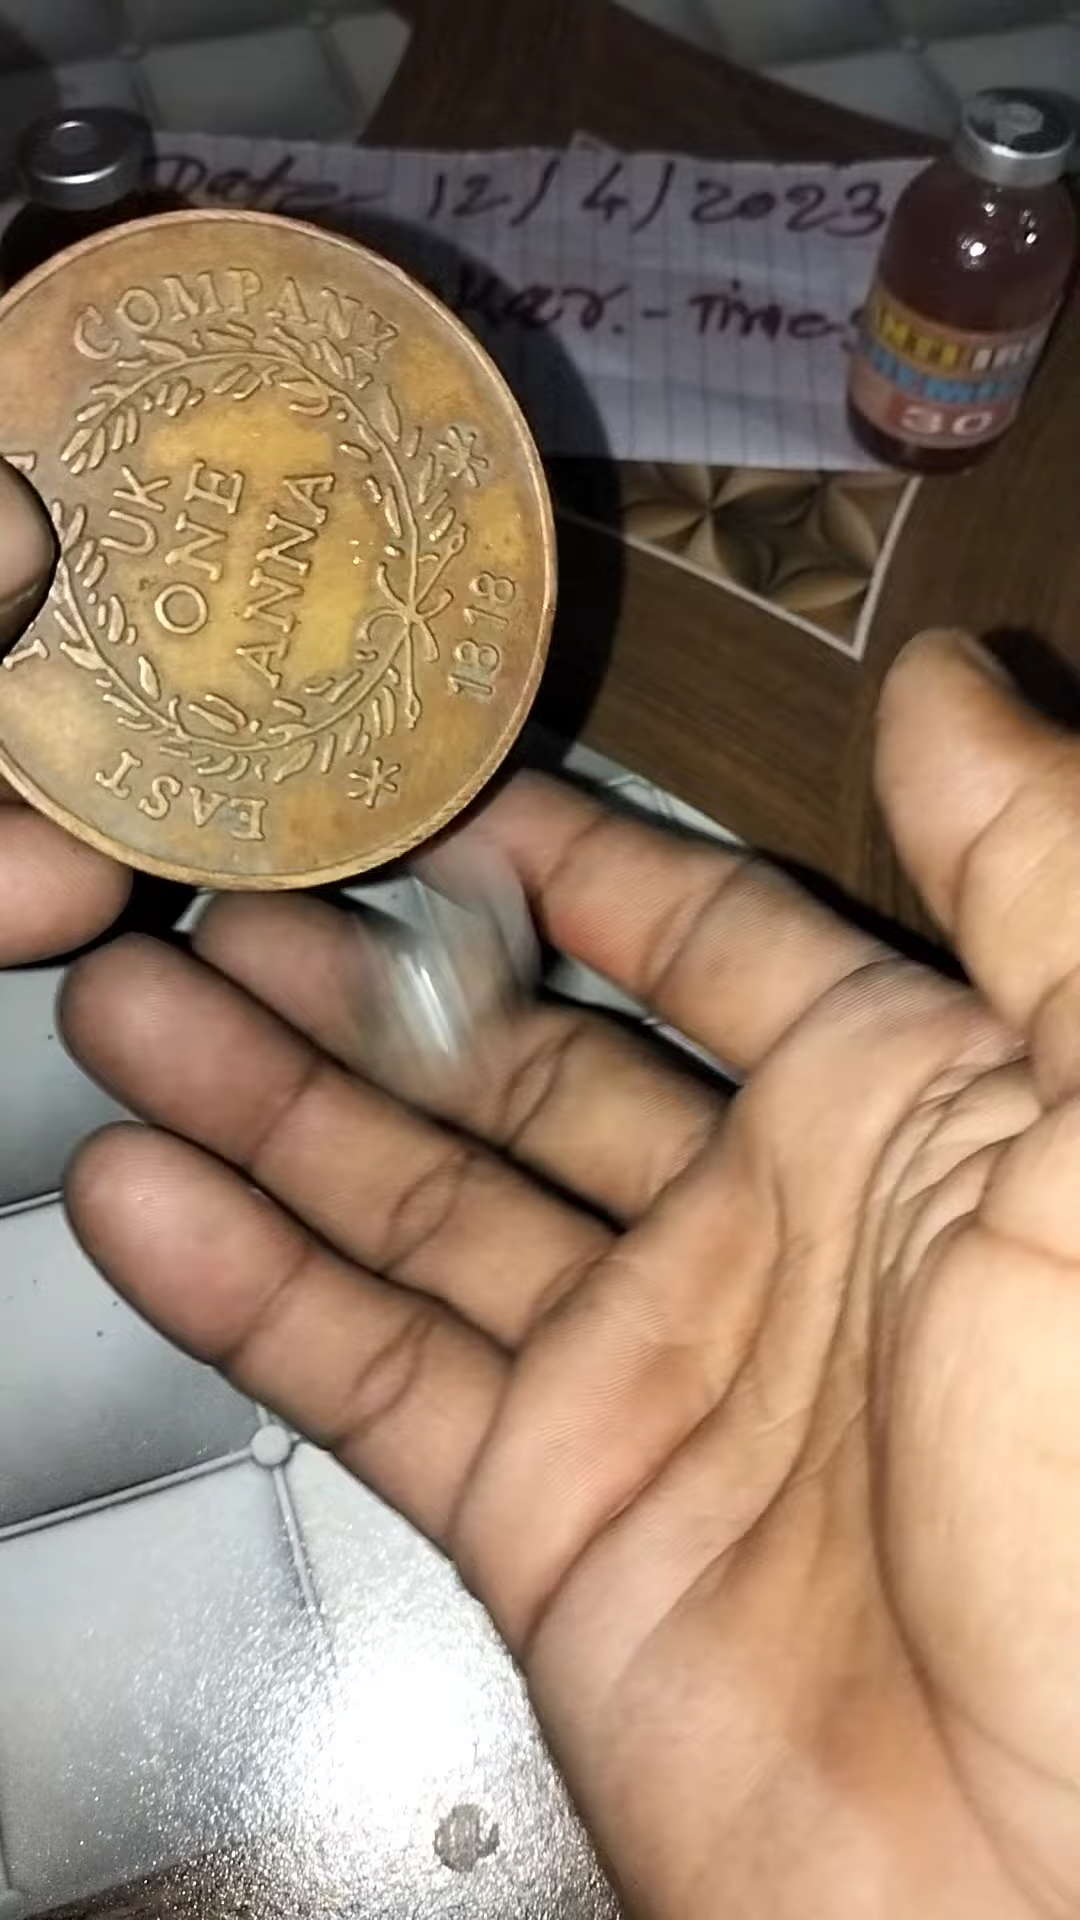 Date- 12/4/2023
Time-
30
COMPANY
UK
ONE
ANNA
1818
EAST